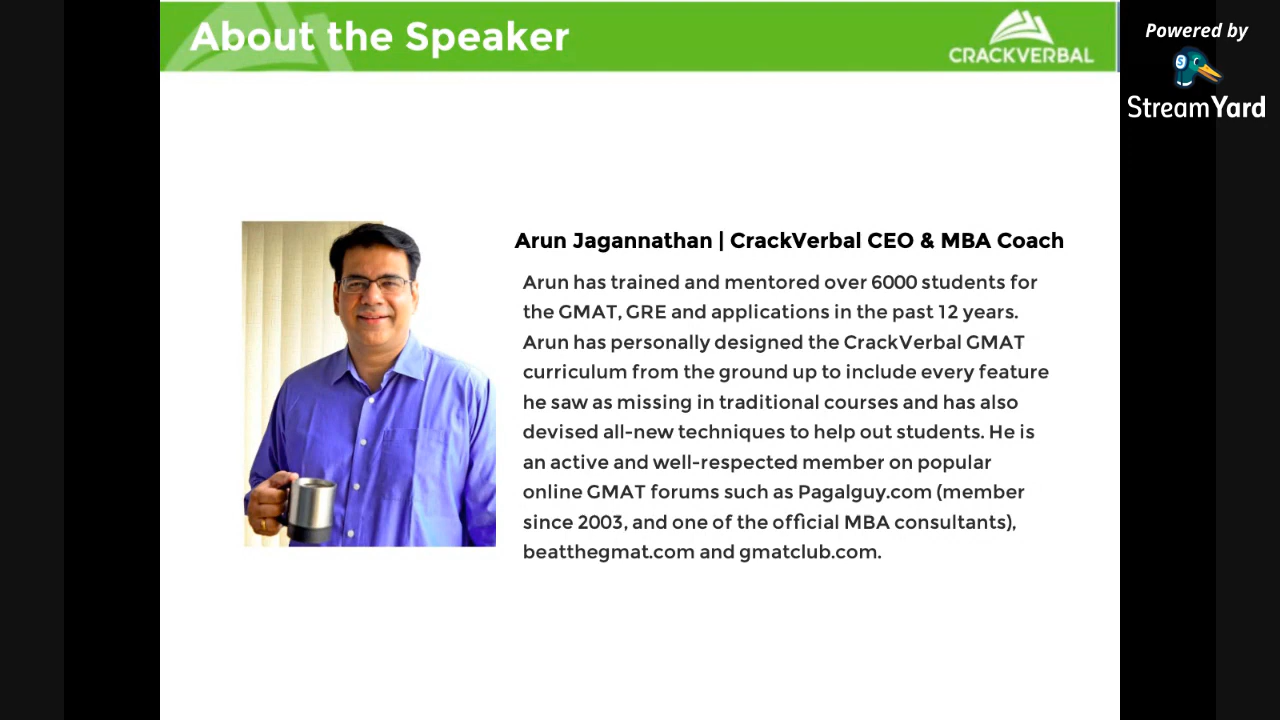 About the Speaker
CRACKVERBAL
Powered by
StreamYard
Arun Jagannathan | CrackVerbal CEO & MBA Coach
Arun has trained and mentored over 6000 students for
the GMAT, GRE and applications in the past 12 years.
Arun has personally designed the CrackVerbal GMAT
curriculum from the ground up to include every feature
he saw as missing in traditional courses and has also
devised all-new techniques to help out students. He is
an active and well-respected member on popular
online GMAT forums such as Pagalguy.com (member
since 2003, and one of the official MBA consultants),
beatthegmat.com and gmatclub.com.